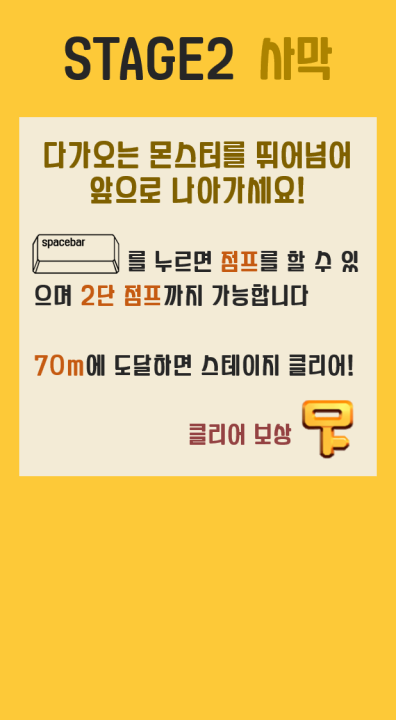 STAGE2 사막
다가오는 몬스터를 뛰어넘어
앞으로 나아가세요!
spacebar 를 누르면 점프를 할 수 있
으며 2단 점프까지 가능합니다
70m에 도달하면 스테이지 클리어!
클리어 보상